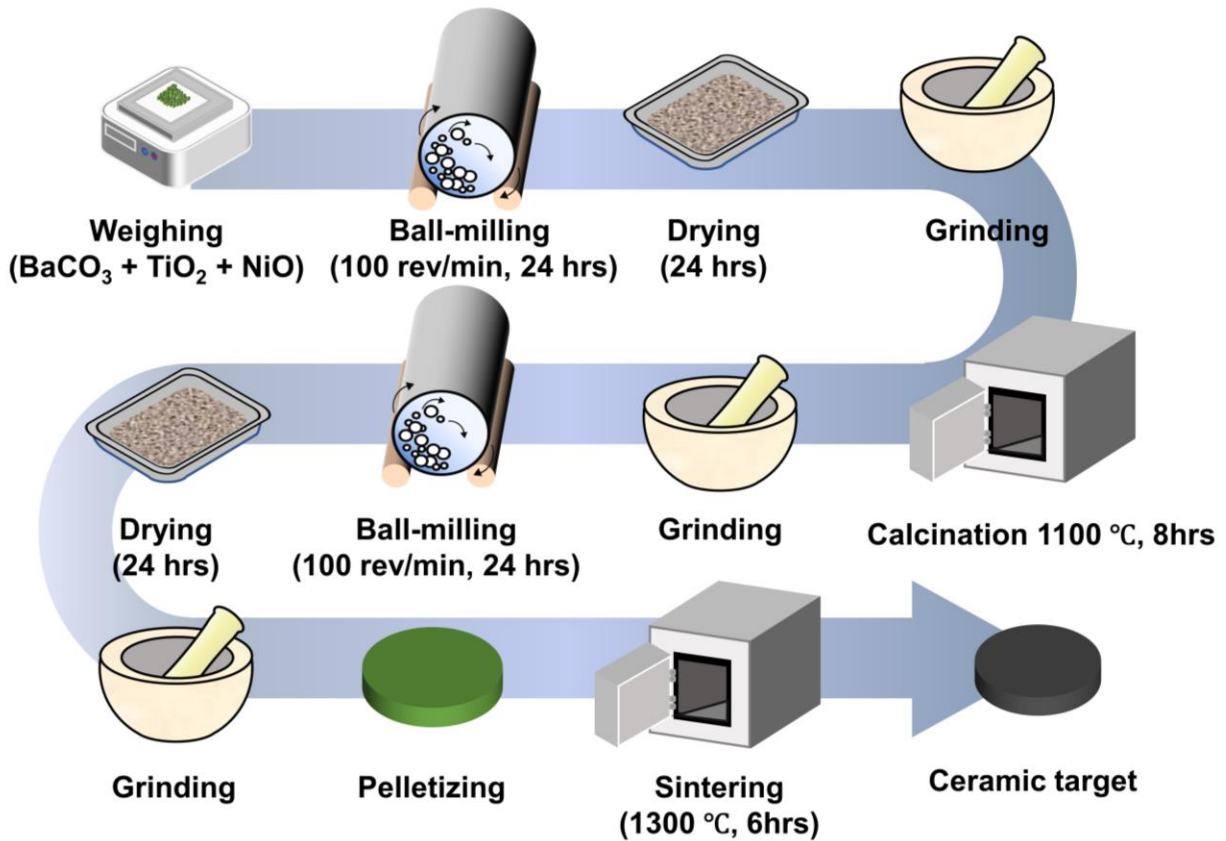 Weighing
(BaCO₃ + TiO₂ + NiO)
Ball-milling
(100 rev/min, 24 hrs)
Drying
(24 hrs)
Grinding
Calcination 1100 ℃, 8hrs
Grinding
Ball-milling
(100 rev/min, 24 hrs)
Drying
(24 hrs)
Grinding
Pelletizing
Sintering
(1300 ℃, 6hrs)
Ceramic target